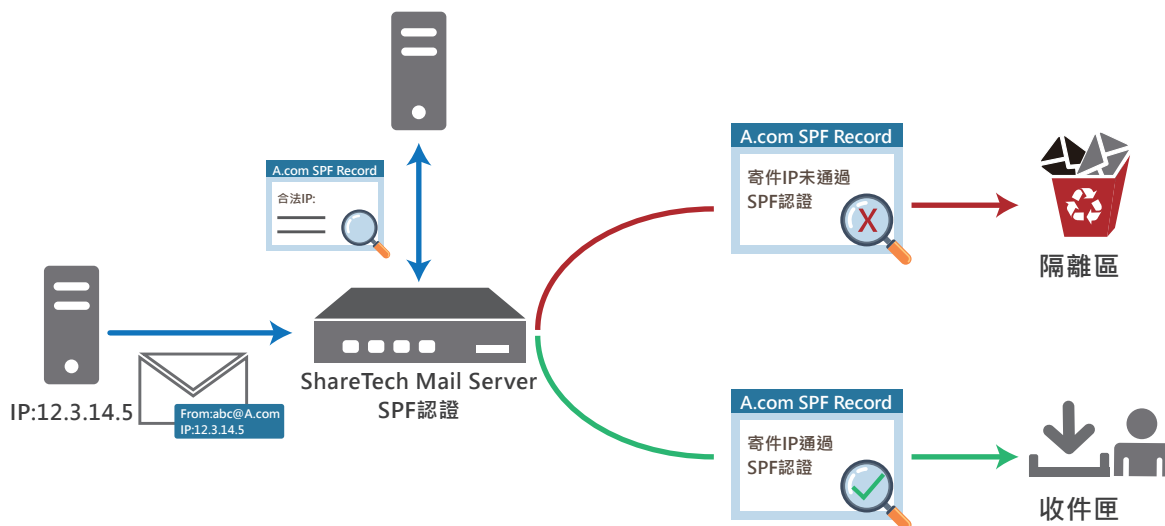 A.com SPF Record
合法IP:
IP:12.3.14.5
From:abc@A.com
IP:12.3.14.5
ShareTech Mail Server
SPF認證
A.com SPF Record
寄件IP未通過
SPF認證
X
隔離區
A.com SPF Record
寄件IP通過
SPF認證
收件匣